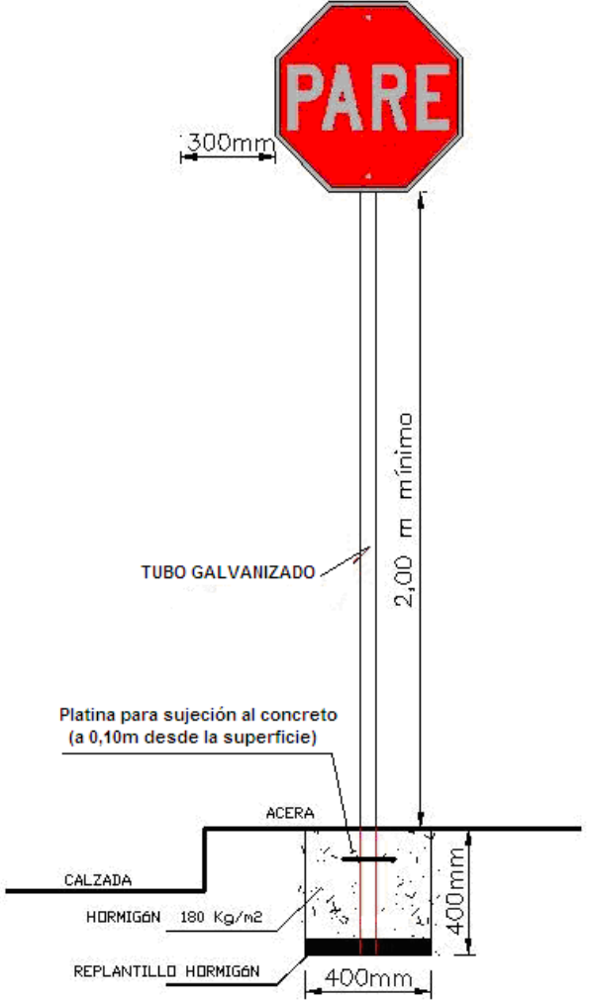 PARE
300mm
2,00 m mínimo
TUBO GALVANIZADO
Platina para sujeción al concreto
(a 0,10m desde la superficie)
ACERA
CALZADA
HORMIGóN 180 Kg/m2
400mm
REPLANTILLO HORMIGóN
400mm